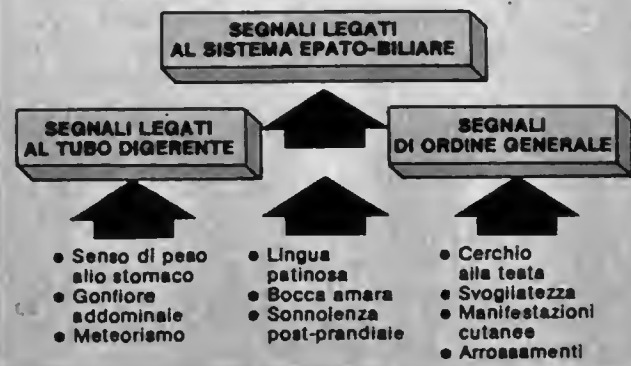 SEGNALI LEGATI
AL SISTEMA EPATO-BILIARE
SEGNALI LEGATI
AL TUBO DIGERENTE
SEGNALI
DI ORDINE GENERALE
• Senso di peso
allo stomaco
• Gonfiore
addominale
• Meteorismo
• Lingua
patinosa
• Bocca amara
• Sonnolenza
post-prandiale
• Cerchio
alla testa
• Svogliatezza
• Manifestazioni
cutanee
• Arrossamenti